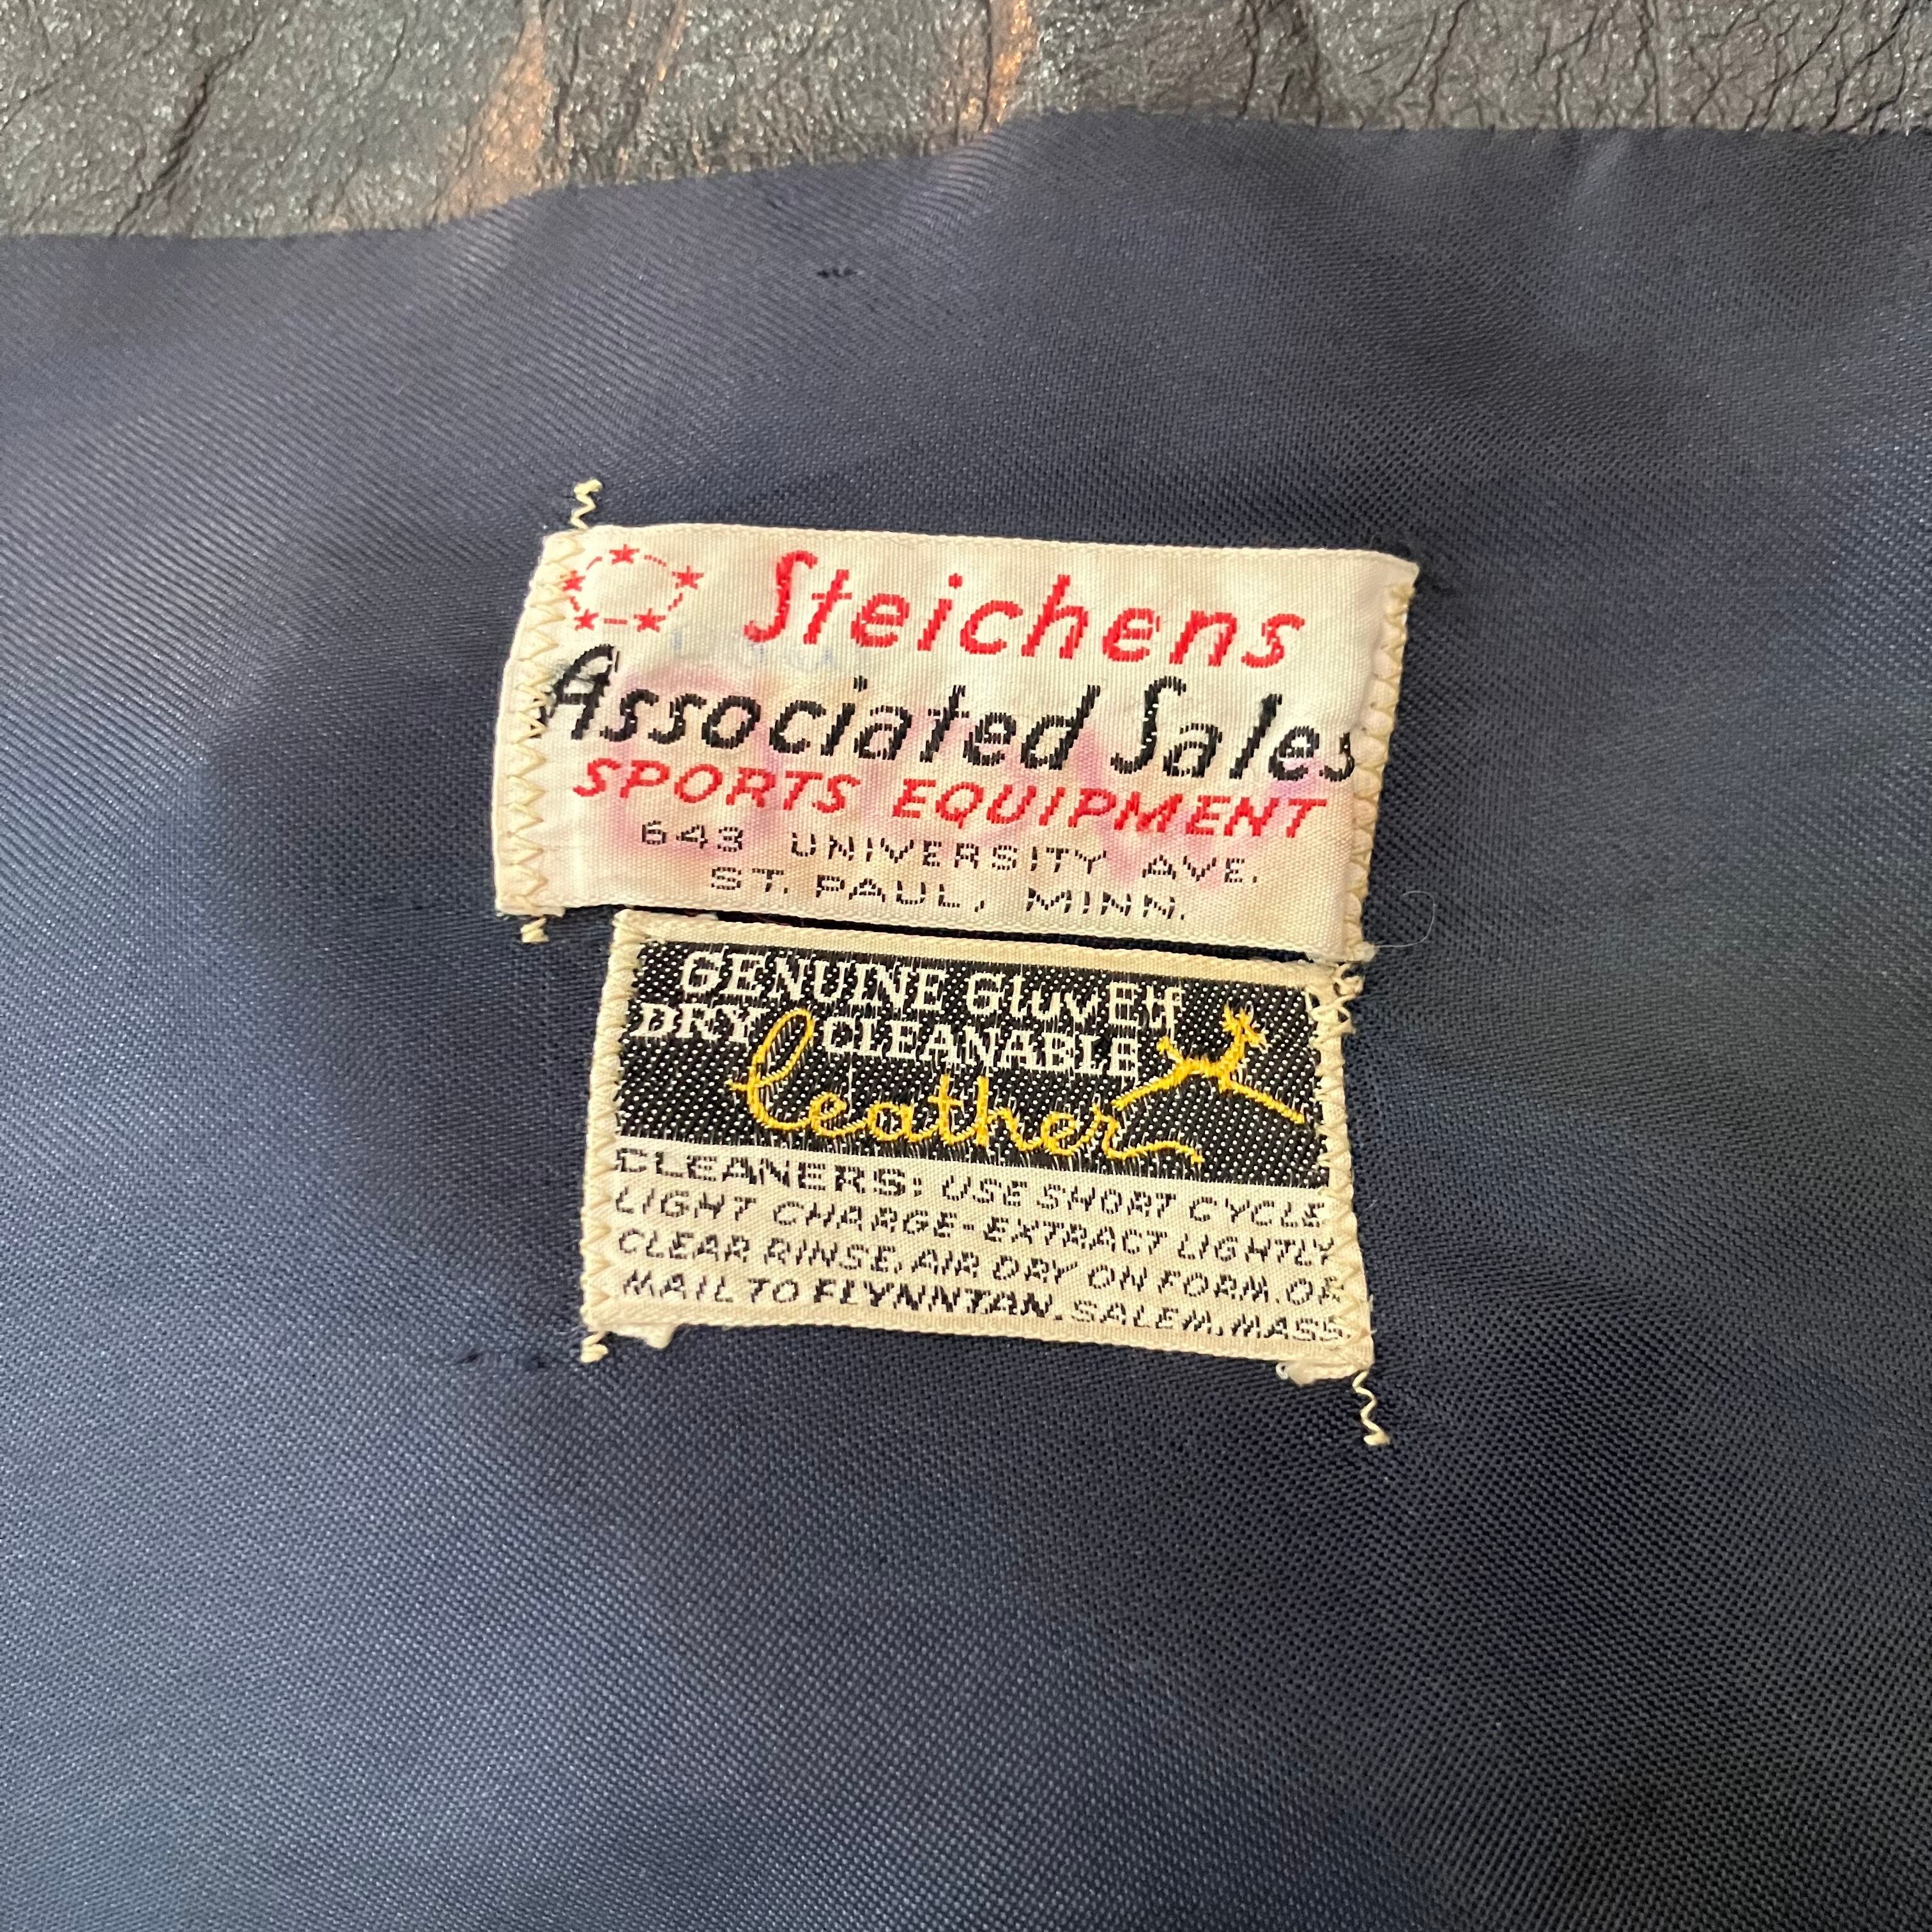 Steichens
Associated Sales
SPORTS EQUIPMENT
643 UNIVERSITY AVE.
ST. PAUL, MINN.
GENUINE
DRY CLEANABLE
leather
CLEANERS: USE SHORT CYCLE
LIGHT CHARGE-EXTRACT LIGHTLY
CLEAR RINSE, AIR DRY ON FORM. OR
MAIL TO FLYNNTAN, SALEM, MASS.